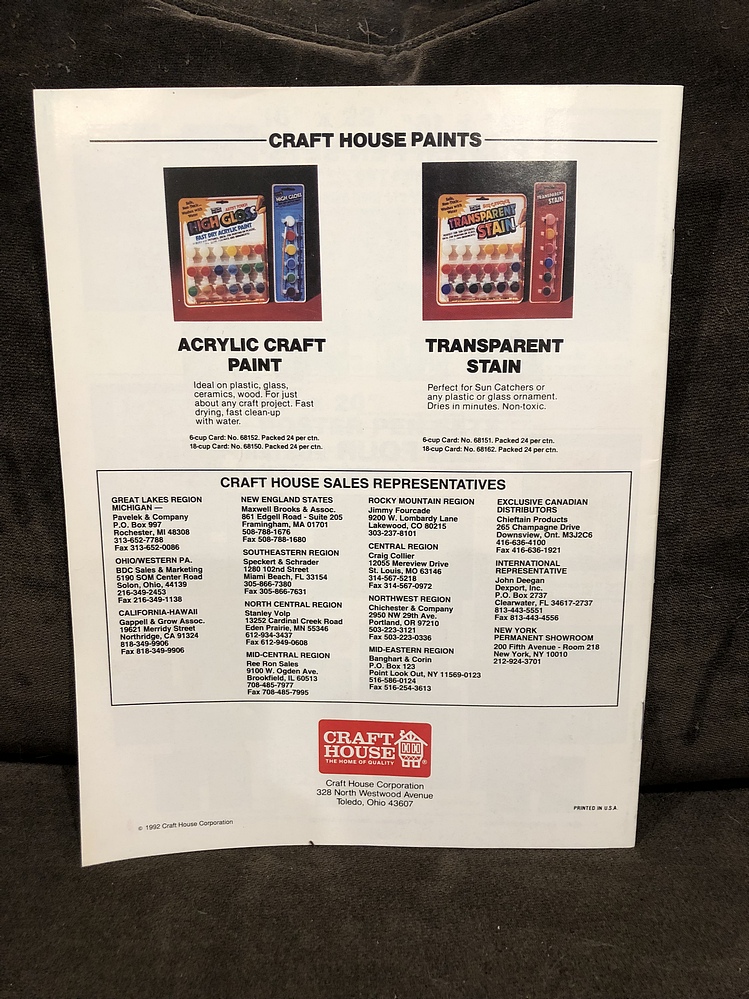 CRAFT HOUSE PAINTS
HIGH GLOSS
FAST DRY ACRYLIC PAINT
HIGH GLOSS
TRANSPARENT
STAIN
TRANSPARENT
STAIN
ACRYLIC CRAFT
PAINT
Ideal on plastic, glass,
ceramics, wood. For just
about any craft project. Fast
drying, fast clean-up
with water.
6-cup Card: No. 68152. Packed 24 per ctn.
18-cup Card: No. 68150. Packed 24 per ctn.
TRANSPARENT
STAIN
Perfect for Sun Catchers or
any plastic or glass ornament.
Dries in minutes. Non-toxic.
6-cup Card: No. 68151. Packed 24 per ctn.
18-cup Card: No. 68162. Packed 24 per ctn.
CRAFT HOUSE SALES REPRESENTATIVES
GREAT LAKES REGION
MICHIGAN —
Pavelek & Company
P.O. Box 997
Rochester, MI 48308
313-652-7788
Fax 313-652-0086
OHIO/WESTERN PA.
BDC Sales & Marketing
5190 SOM Center Road
Solon, Ohio, 44139
216-349-2453
Fax 216-349-1138
CALIFORNIA-HAWAII
Gappell & Grow Assoc.
19621 Merridy Street
Northridge, CA 91324
818-349-9906
Fax 818-349-9906
NEW ENGLAND STATES
Maxwell Brooks & Assoc.
861 Edgell Road - Suite 205
Framingham, MA 01701
508-788-1676
Fax 508-788-1680
SOUTHEASTERN REGION
Speckert & Schrader
1280 102nd Street
Miami Beach, FL 33154
305-866-7380
Fax 305-866-7631
NORTH CENTRAL REGION
Stanley Volp
13252 Cardinal Creek Road
Eden Prairie, MN 55346
612-934-3437
Fax 612-949-0608
MID-CENTRAL REGION
Ree Ron Sales
9100 W. Ogden Ave.
Brookfield, IL 60513
708-485-7977
Fax 708-485-7995
ROCKY MOUNTAIN REGION
Jimmy Fourcade
9200 W. Lombardy Lane
Lakewood, CO 80215
303-237-8101
CENTRAL REGION
Craig Collier
12055 Mereview Drive
St. Louis, MO 63146
314-567-5218
Fax 314-567-0972
NORTHWEST REGION
Chichester & Company
2950 NW 29th Ave.
Portland, OR 97210
503-223-3121
Fax 503-223-0336
MID-EASTERN REGION
Banghart & Corin
P.O. Box 123
Point Look Out, NY 11569-0123
516-586-0124
Fax 516-254-3613
EXCLUSIVE CANADIAN
DISTRIBUTORS
Chieftain Products
265 Champagne Drive
Downsview, Ont. M3J2C6
416-636-4100
Fax 416-636-1921
INTERNATIONAL
REPRESENTATIVE
John Deegan
Dexport, Inc.
P.O. Box 2737
Clearwater, FL 34617-2737
813-443-5551
Fax 813-443-4556
NEW YORK
PERMANENT SHOWROOM
200 Fifth Avenue - Room 218
New York, NY 10010
212-924-3701
CRAFT
HOUSE
THE HOME OF QUALITY
®
Craft House Corporation
328 North Westwood Avenue
Toledo, Ohio 43607
© 1992 Craft House Corporation
PRINTED IN U.S.A.